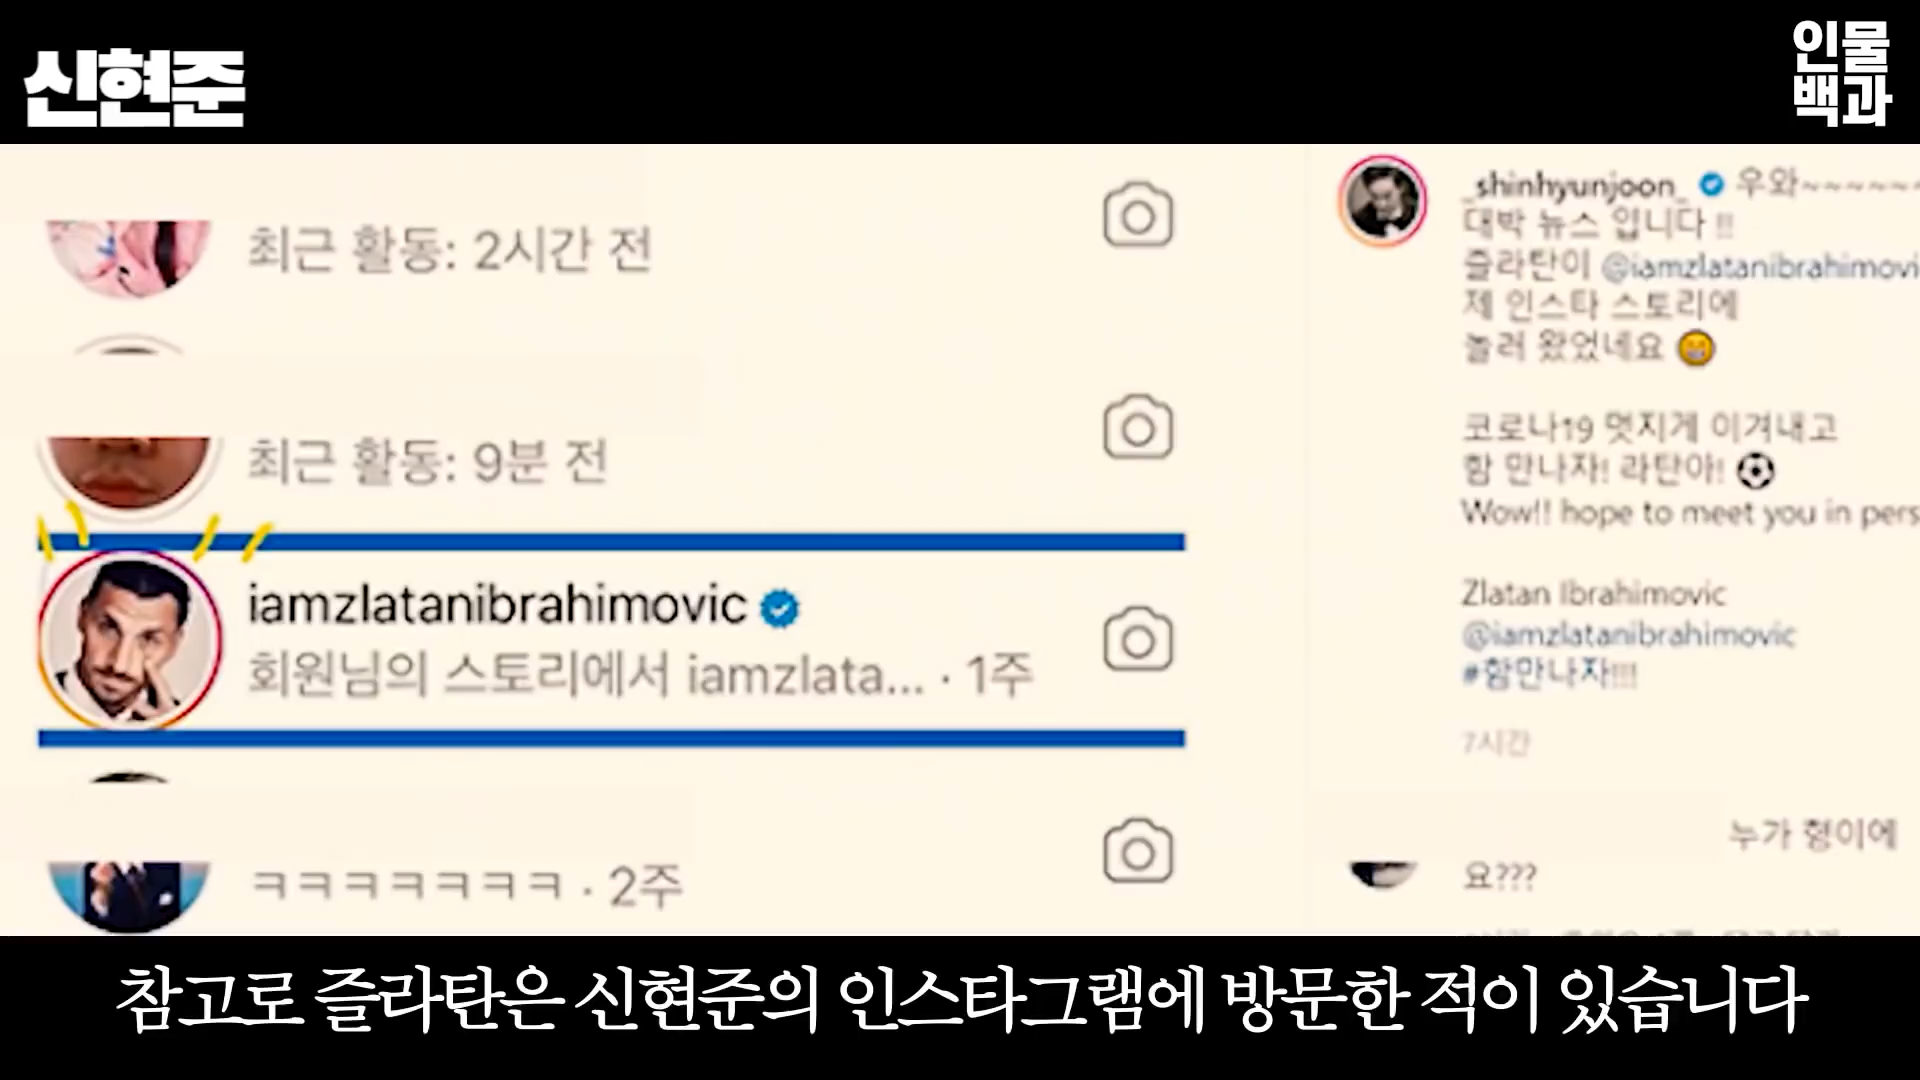 신현준
인물
백과
최근 활동: 2시간 전
최근 활동: 9분 전
iamzlatanibrahimovic
회원님의 스토리에서 iamzlata... · 1주
ㅋㅋㅋㅋㅋㅋㅋ · 2주
_shinhyunjoon_ 우와~~~~~~
대박 뉴스 입니다 !!
즐라탄이 @iamzlatanibrahimovi
제 인스타 스토리에
놀러 왔었네요 😁
코로나19 멋지게 이겨내고
함 만나자! 라탄아! ⚽
Wow!! hope to meet you in pers
Zlatan Ibrahimovic
@iamzlatanibrahimovic
#함만나자!!!
7시간
누가 형이에
요???
참고로 즐라탄은 신현준의 인스타그램에 방문한 적이 있습니다